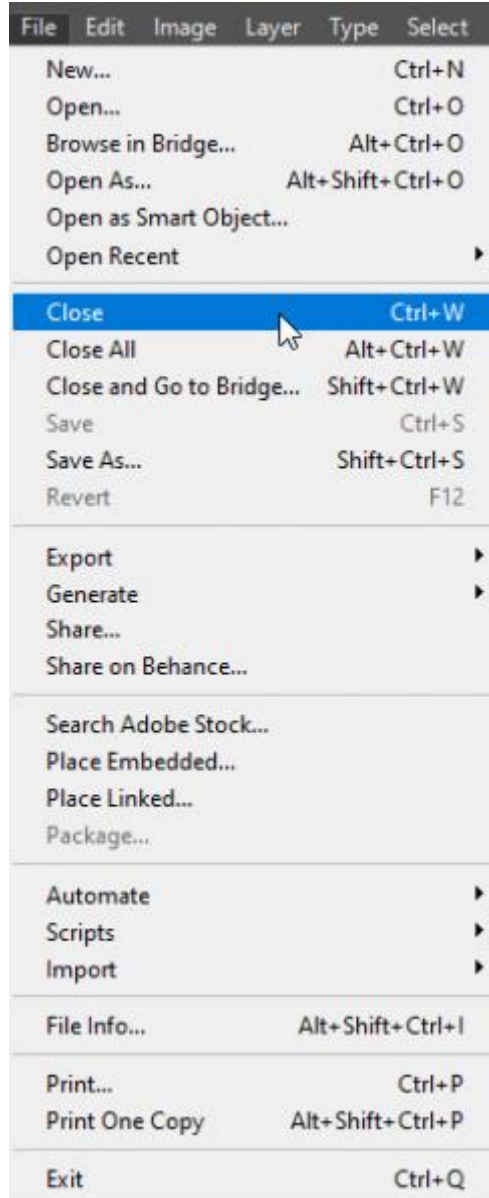 File Edit Image Layer Type Select
New... Ctrl+N
Open... Ctrl+O
Browse in Bridge... Alt+Ctrl+O
Open As... Alt+Shift+Ctrl+O
Open as Smart Object...
Open Recent
Close Ctrl+W
Close All Alt+Ctrl+W
Close and Go to Bridge... Shift+Ctrl+W
Save Ctrl+S
Save As... Shift+Ctrl+S
Revert F12
Export
Generate
Share...
Share on Behance...
Search Adobe Stock...
Place Embedded...
Place Linked...
Package...
Automate
Scripts
Import
File Info... Alt+Shift+Ctrl+I
Print... Ctrl+P
Print One Copy Alt+Shift+Ctrl+P
Exit Ctrl+Q